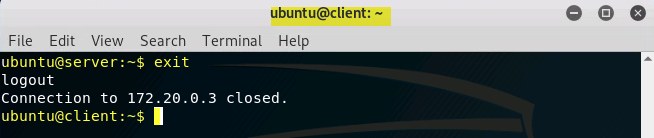 ubuntu@client: ~
File Edit View Search Terminal Help
ubuntu@server:~$ exit
logout
Connection to 172.20.0.3 closed.
ubuntu@client:~$